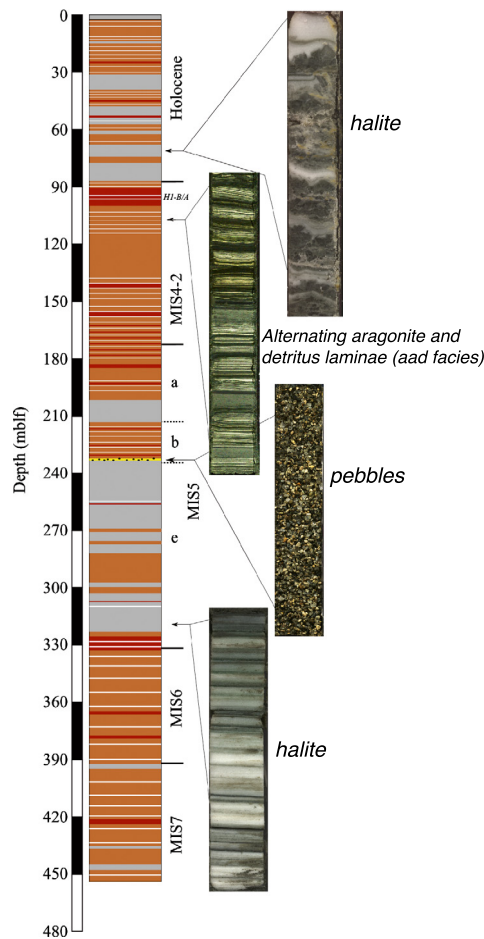 0
30
60
90
120
150
180
210
240
270
300
330
360
390
420
450
480
Depth (mblf)
Holocene
H1-B/A
MIS4-2
a
b
MIS5
e
MIS6
MIS7
halite
Alternating aragonite and
detritus laminae (aad facies)
pebbles
halite